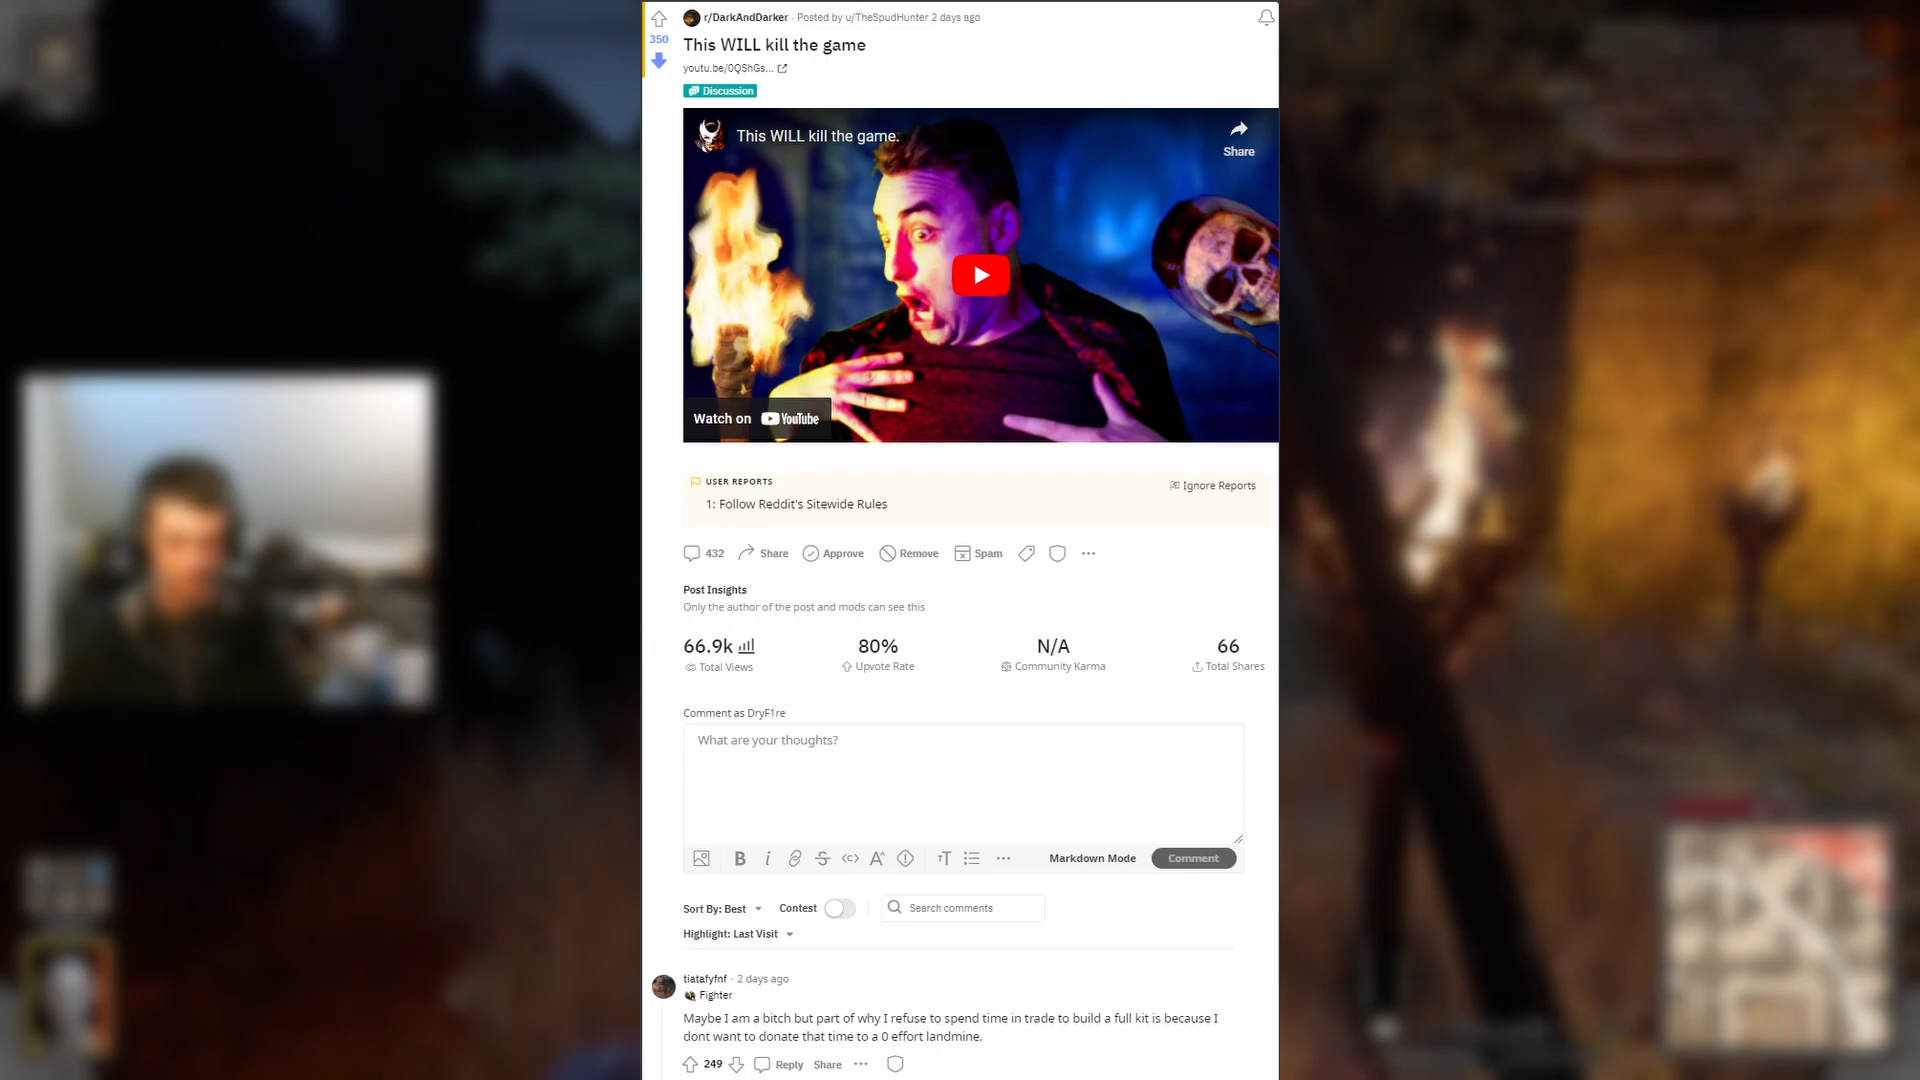 r/DarkAndDarker · Posted by u/TheSpudHunter 2 days ago
350
This WILL kill the game
youtu.be/0QShGs...
Discussion
This WILL kill the game.
Share
Watch on YouTube
USER REPORTS
Ignore Reports
1: Follow Reddit's Sitewide Rules
432 Share Approve Remove Spam
Post Insights
Only the author of the post and mods can see this
66.9k 80% N/A 66
Total Views Upvote Rate Community Karma Total Shares
Comment as DryF1re
What are your thoughts?
B i Markdown Mode Comment
Sort By: Best Contest Search comments
Highlight: Last Visit
tiatafyfnf · 2 days ago
Fighter
Maybe I am a bitch but part of why I refuse to spend time in trade to build a full kit is because I
dont want to donate that time to a 0 effort landmine.
249 Reply Share